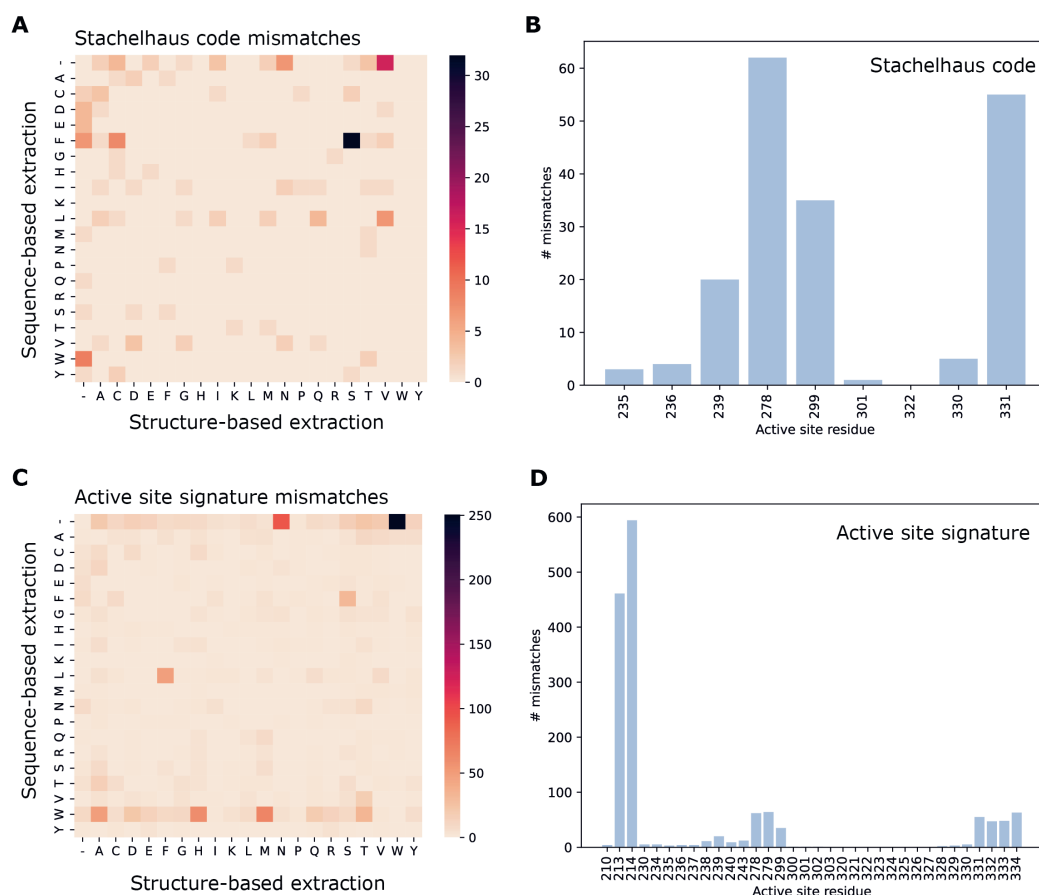 A
Stachelhaus code mismatches
Sequence-based extraction
- A C D E F G H I K L M N P Q R S T V W Y
30
25
20
15
10
5
0
- A C D E F G H I K L M N P Q R S T V W Y
Structure-based extraction
B
Stachelhaus code
# mismatches
60
50
40
30
20
10
0
235 236 239 278 299 301 322 330 331
Active site residue
C
Active site signature mismatches
Sequence-based extraction
- A C D E F G H I K L M N P Q R S T V W Y
250
200
150
100
50
0
- A C D E F G H I K L M N P Q R S T V W Y
Structure-based extraction
D
Active site signature
# mismatches
600
500
400
300
200
100
0
210 213 214 230 234 235 236 237 238 239 240 243 278 279 299 300 301 302 303 320 321 322 323 324 325 326 327 328 329 330 331 332 333 334
Active site residue